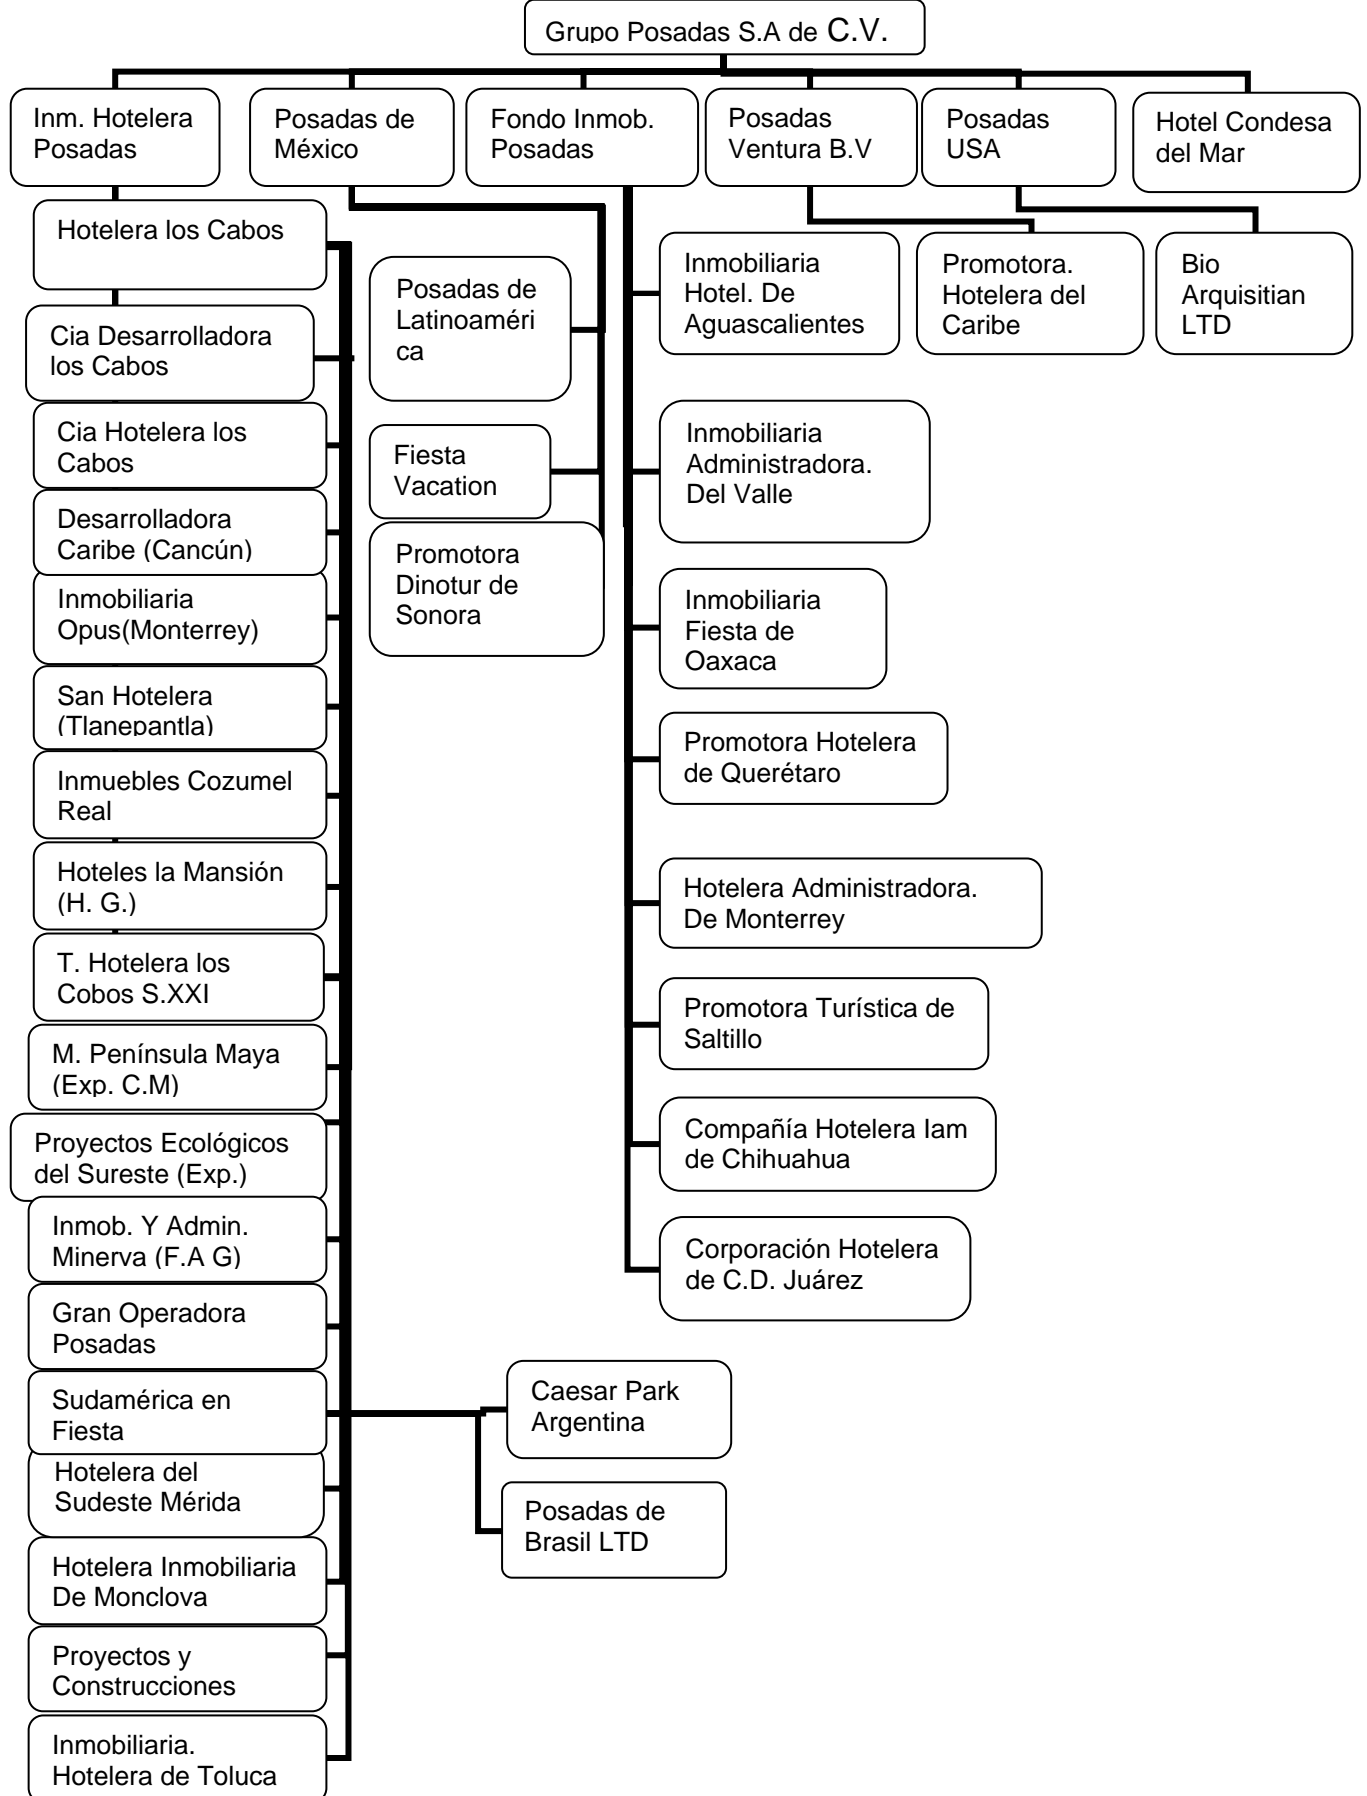 Grupo Posadas S.A de C.V.
Inm. Hotelera
Posadas
Posadas de
México
Fondo Inmob.
Posadas
Posadas
Ventura B.V
Posadas
USA
Hotel Condesa
del Mar
Hotelera los Cabos
Cia Desarrolladora
los Cabos
Cia Hotelera los
Cabos
Desarrolladora
Caribe (Cancún)
Inmobiliaria
Opus(Monterrey)
San Hotelera
(Tlanepantla)
Inmuebles Cozumel
Real
Hoteles la Mansión
(H. G.)
T. Hotelera los
Cobos S.XXI
M. Península Maya
(Exp. C.M)
Proyectos Ecológicos
del Sureste (Exp.)
Inmob. Y Admin.
Minerva (F.A G)
Gran Operadora
Posadas
Sudamérica en
Fiesta
Hotelera del
Sudeste Mérida
Hotelera Inmobiliaria
De Monclova
Proyectos y
Construcciones
Inmobiliaria.
Hotelera de Toluca
Posadas de
Latinoaméri
ca
Fiesta
Vacation
Promotora
Dinotur de
Sonora
Inmobiliaria
Hotel. De
Aguascalientes
Inmobiliaria
Administradora.
Del Valle
Inmobiliaria
Fiesta de
Oaxaca
Promotora Hotelera
de Querétaro
Hotelera Administradora.
De Monterrey
Promotora Turística de
Saltillo
Compañía Hotelera Iam
de Chihuahua
Corporación Hotelera
de C.D. Juárez
Promotora.
Hotelera del
Caribe
Bio
Arquisitian
LTD
Caesar Park
Argentina
Posadas de
Brasil LTD